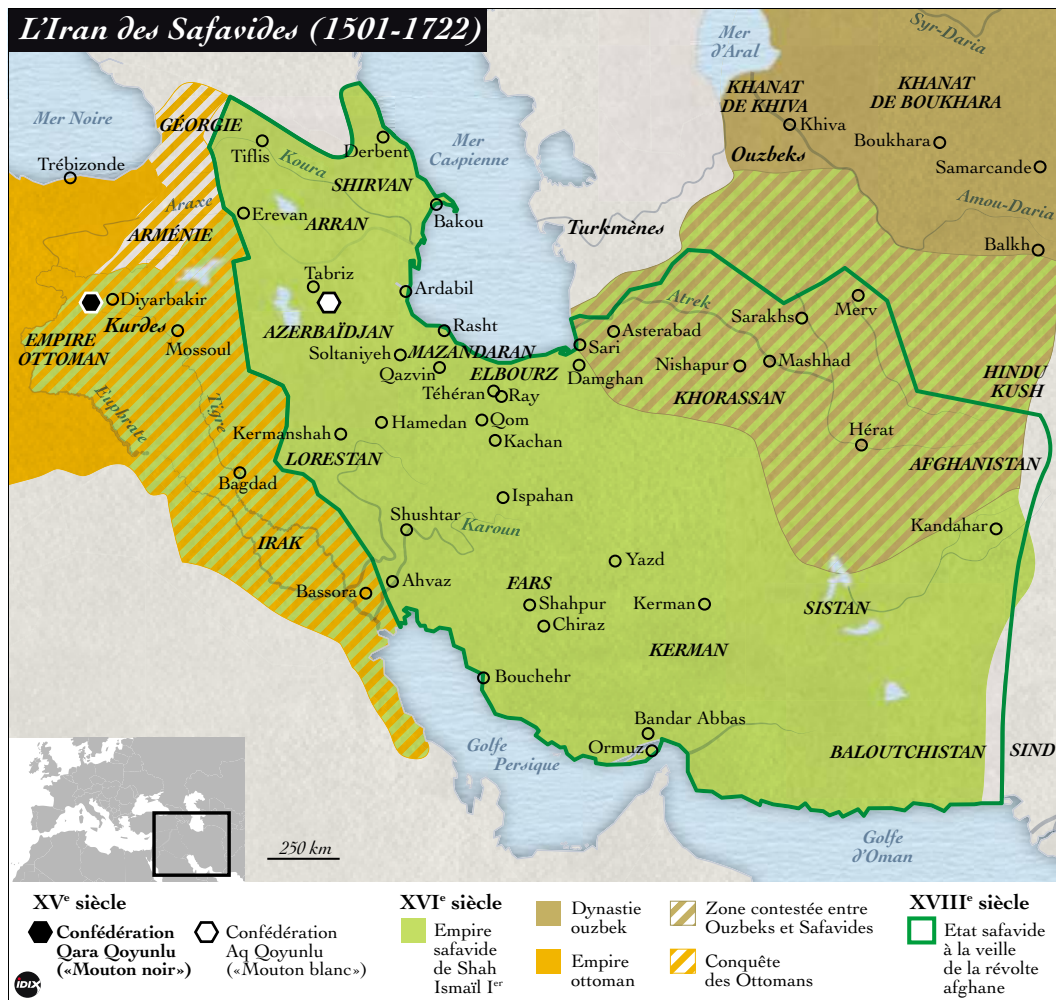 L'Iran des Safavides (1501-1722)
Mer
d'Aral
Syr-Daria
KHANAT
DE KHIVA
KHANAT
DE BOUKHARA
Mer Noire
GÉORGIE
Tiflis
Derbent
Mer
Caspienne
Khiva
Boukhara
Ouzbeks
Samarcande
Trébizonde
Koura
SHIRVAN
Araxe
Erevan
ARRAN
Bakou
Amou-Daria
Turkmènes
ARMÉNIE
Balkh
Tabriz
Ardabil
Diyarbakir
Kurdes
Atrek
Merv
Sarakhs
EMPIRE
OTTOMAN
Mossoul
AZERBAÏDJAN
Rasht
Asterabad
Sari
Soltaniyeh
MAZANDARAN
Qazvin
ELBOURZ
Damghan
Nishapur
Mashhad
HINDU
KUSH
Téhéran
Ray
KHORASSAN
Euphrate
Tigre
Hamedan
Qom
Kermanshah
Kachan
Hérat
LORESTAN
AFGHANISTAN
Bagdad
Ispahan
Shushtar
Karoun
Kandahar
IRAK
Yazd
Bassora
Ahvaz
FARS
Shahpur
Kerman
SISTAN
Chiraz
KERMAN
Bouchehr
Bandar Abbas
Ormuz
Golfe
Persique
BALOUTCHISTAN
SIND
Golfe
d'Oman
250 km
XVe siècle
Confédération
Qara Qoyunlu
(«Mouton noir»)
Confédération
Aq Qoyunlu
(«Mouton blanc»)
XVIe siècle
Empire
safavide
de Shah
Ismaïl Ier
Dynastie
ouzbek
Empire
ottoman
Zone contestée entre
Ouzbeks et Safavides
Conquête
des Ottomans
XVIIIe siècle
Etat safavide
à la veille
de la révolte
afghane
IDIX